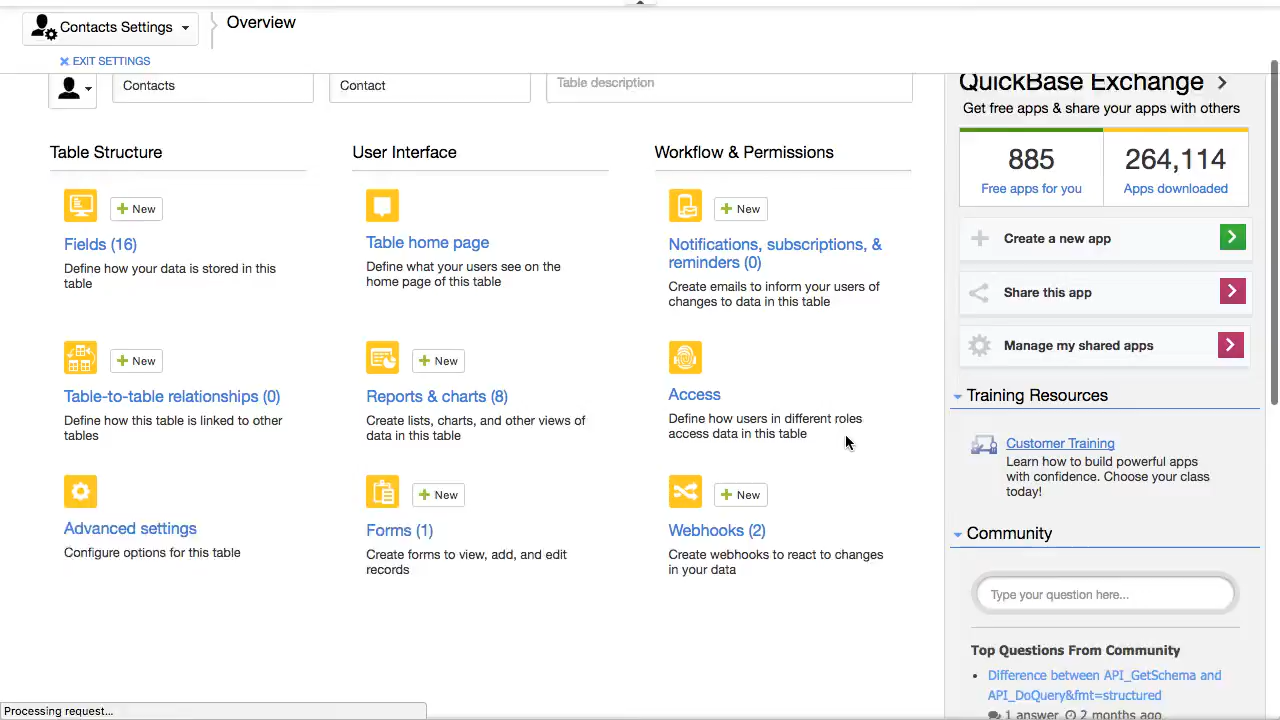 Contacts Settings
Overview
EXIT SETTINGS
Contacts
Contact
Table description
Table Structure
New
Fields (16)
Define how your data is stored in this
table
New
Table-to-table relationships (0)
Define how this table is linked to other
tables
Advanced settings
Configure options for this table
User Interface
Table home page
Define what your users see on the
home page of this table
New
Reports & charts (8)
Create lists, charts, and other views of
data in this table
New
Forms (1)
Create forms to view, add, and edit
records
Workflow & Permissions
New
Notifications, subscriptions, &
reminders (0)
Create emails to inform your users of
changes to data in this table
Access
Define how users in different roles
access data in this table
New
Webhooks (2)
Create webhooks to react to changes
in your data
QuickBase Exchange
Get free apps & share your apps with others
885
Free apps for you
264,114
Apps downloaded
Create a new app
Share this app
Manage my shared apps
Training Resources
Customer Training
Learn how to build powerful apps
with confidence. Choose your class
today!
Community
Type your question here...
Top Questions From Community
Difference between API_GetSchema and
API_DoQuery&fmt=structured
1 answer 2 months ago
Processing request...